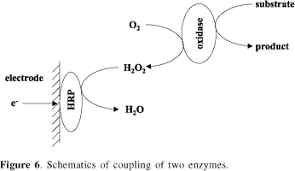 substrate
O2
oxidase
product
electrode
H2O2
e-
HRP
H2O
Figure 6. Schematics of coupling of two enzymes.